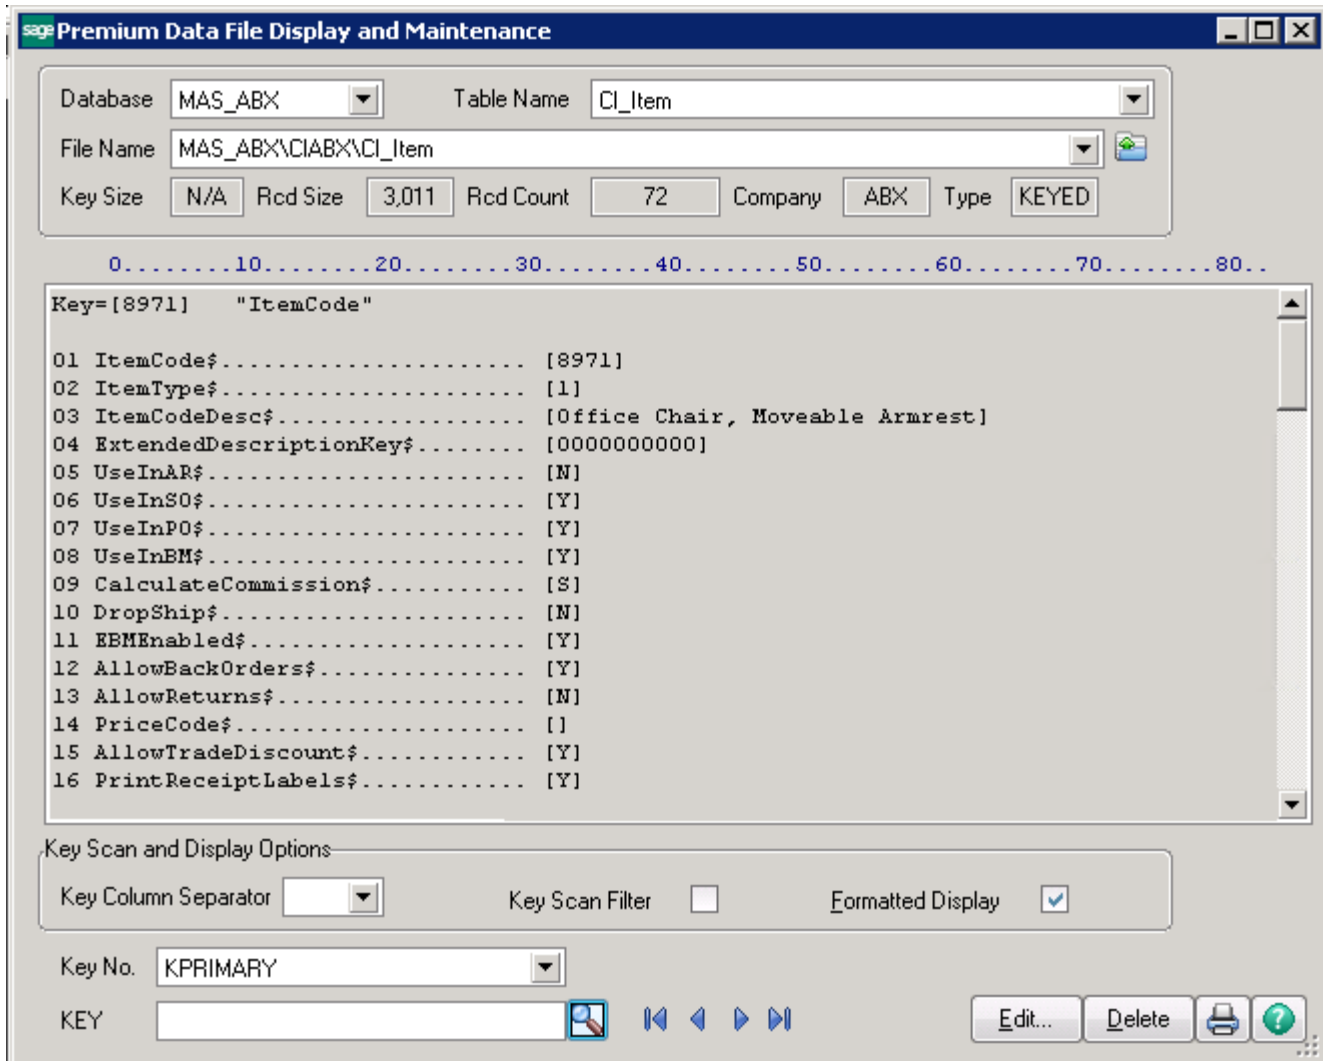 sage Premium Data File Display and Maintenance
Database MAS_ABX Table Name CI_Item
File Name MAS_ABX\CIABX\CI_Item
Key Size N/A Rcd Size 3,011 Rcd Count 72 Company ABX Type KEYED
0........10........20........30........40........50........60........70........80..
Key=[8971] "ItemCode"
01 ItemCode$...................... [8971]
02 ItemType$...................... [1]
03 ItemCodeDesc$.................. [Office Chair, Moveable Armrest]
04 ExtendedDescriptionKey$........ [0000000000]
05 UseInAR$....................... [N]
06 UseInSO$....................... [Y]
07 UseInPO$....................... [Y]
08 UseInBM$....................... [Y]
09 CalculateCommission$........... [S]
10 DropShip$...................... [N]
11 EBMEnabled$.................... [Y]
12 AllowBackOrders$............... [Y]
13 AllowReturns$.................. [N]
14 PriceCode$..................... []
15 AllowTradeDiscount$............ [Y]
16 PrintReceiptLabels$............ [Y]
Key Scan and Display Options
Key Column Separator Key Scan Filter Formatted Display
Key No. KPRIMARY
KEY Edit... Delete